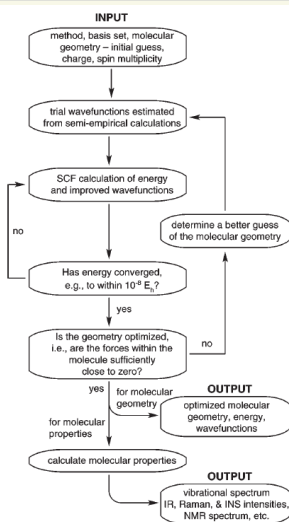 INPUT
method, basis set, molecular
geometry – initial guess,
charge, spin multiplicity
trial wavefunctions estimated
from semi-empirical calculations
SCF calculation of energy
and improved wavefunctions
no
determine a better guess
of the molecular geometry
Has energy converged,
e.g., to within 10⁻⁸ Eₕ?
yes
Is the geometry optimized,
i.e., are the forces within the
molecule sufficiently
close to zero?
no
yes
for molecular
geometry
OUTPUT
optimized molecular
geometry, energy,
wavefunctions
for molecular
properties
calculate molecular properties
OUTPUT
vibrational spectrum
IR, Raman, & INS intensities,
NMR spectrum, etc.